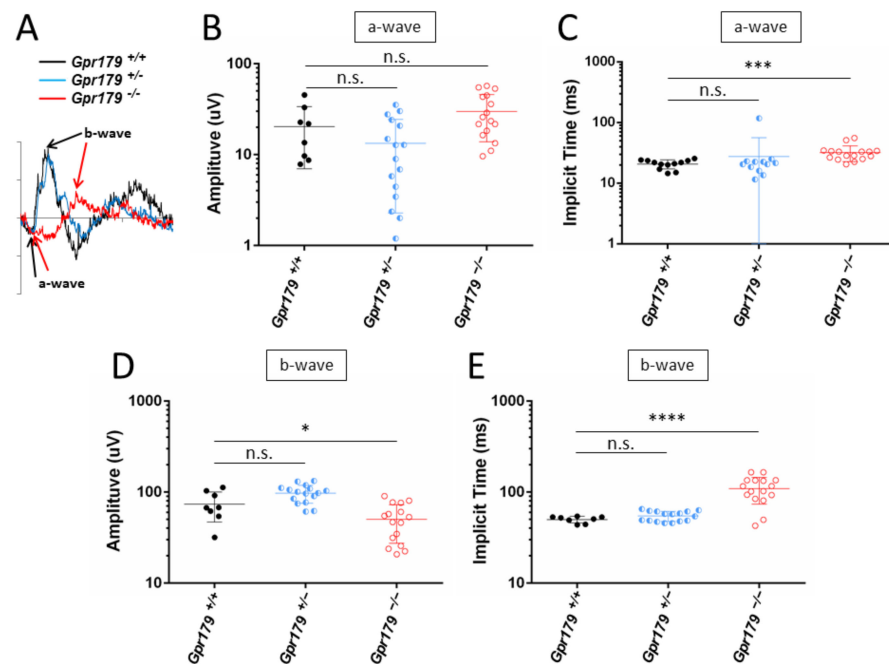 A
Gpr179 +/+
Gpr179 +/-
Gpr179 -/-
b-wave
a-wave
B
a-wave
n.s.
n.s.
Amplituve (uV)
100
10
1
Gpr179 +/+
Gpr179 +/−
Gpr179 −/−
C
a-wave
***
n.s.
Implicit Time (ms)
1000
100
10
1
Gpr179 +/+
Gpr179 +/−
Gpr179 −/−
D
b-wave
*
n.s.
Amplituve (uV)
1000
100
10
Gpr179 +/+
Gpr179 +/−
Gpr179 −/−
E
b-wave
****
n.s.
Implicit Time (ms)
1000
100
10
Gpr179 +/+
Gpr179 +/−
Gpr179 −/−